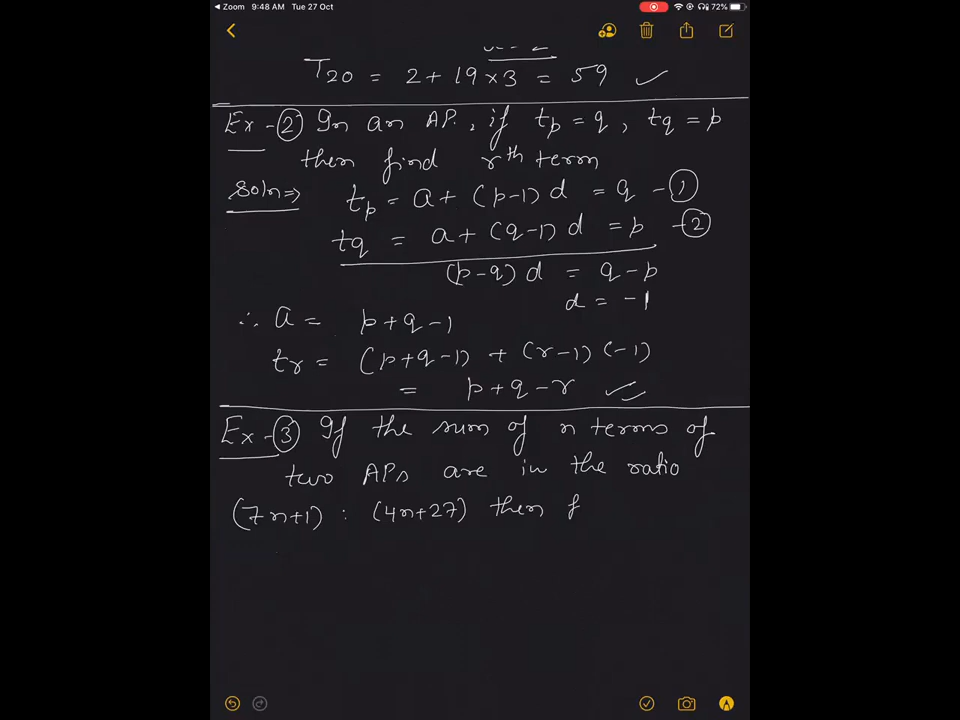 Zoom 9:48 AM Tue 27 Oct 72%
T20 = 2 + 19 × 3 = 59
Ex - 2 In an AP., if tp = q, tq = p
then find rth term
Soln ⇒ tp = a + (p-1) d = q - 1
tq = a + (q-1) d = p - 2
(p-q) d = q - p
d = -1
∴ a = p+q-1
tr = (p+q-1) + (r-1) (-1)
= p+q-r
Ex - 3 If the sum of n terms of
two APs are in the ratio
(7n+1) : (4n+27) then f